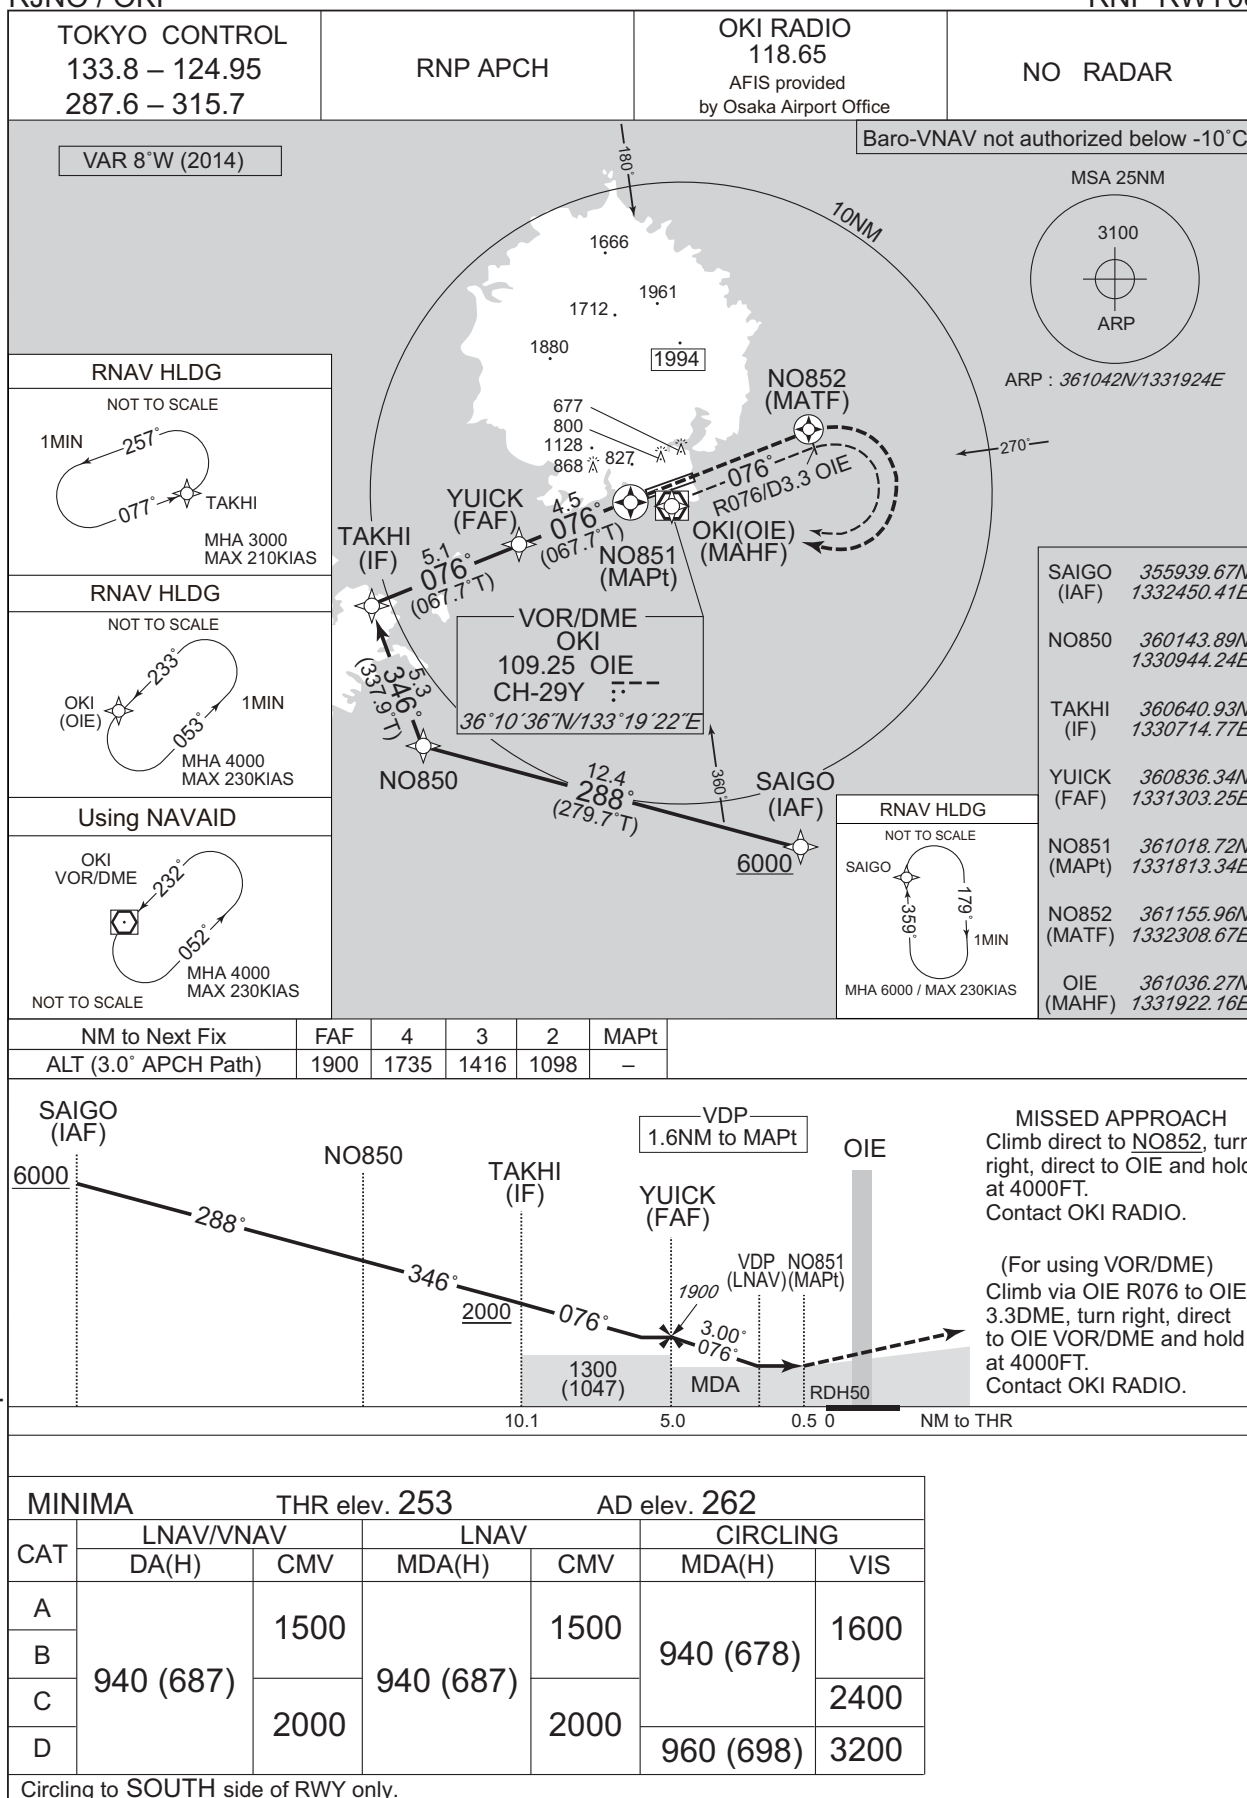 RJNO / OKI
RNP RWY08
TOKYO CONTROL
133.8 – 124.95
287.6 – 315.7
RNP APCH
OKI RADIO
118.65
AFIS provided
by Osaka Airport Office
NO RADAR
VAR 8˚W (2014)
Baro-VNAV not authorized below -10˚C
180˚
10NM
MSA 25NM
3100
ARP
ARP : 361042N/1331924E
1666
1961
1712
1880
1994
677
800
1128
868
827
NO852
(MATF)
270˚
076˚
R076/D3.3 OIE
OKI(OIE)
(MAHF)
YUICK
(FAF)
4.5
076˚
(067.7˚T)
NO851
(MAPt)
TAKHI
(IF)
5.1
076˚
(067.7˚T)
VOR/DME
OKI
109.25 OIE
CH-29Y
36˚10´36˝N/133˚19´22˝E
5.3
346˚
(337.9˚T)
NO850
12.4
288˚
(279.7˚T)
360˚
SAIGO
(IAF)
6000
RNAV HLDG
NOT TO SCALE
1MIN
257˚
077˚
TAKHI
MHA 3000
MAX 210KIAS
RNAV HLDG
NOT TO SCALE
233˚
OKI
(OIE)
1MIN
053˚
MHA 4000
MAX 230KIAS
Using NAVAID
OKI
VOR/DME
232˚
052˚
MHA 4000
MAX 230KIAS
NOT TO SCALE
RNAV HLDG
NOT TO SCALE
SAIGO
359˚
179˚
1MIN
MHA 6000 / MAX 230KIAS
SAIGO 355939.67N
(IAF) 1332450.41E
NO850 360143.89N
1330944.24E
TAKHI 360640.93N
(IF) 1330714.77E
YUICK 360836.34N
(FAF) 1331303.25E
NO851 361018.72N
(MAPt) 1331813.34E
NO852 361155.96N
(MATF) 1332308.67E
OIE 361036.27N
(MAHF) 1331922.16E
NM to Next Fix FAF 4 3 2 MAPt
ALT (3.0˚ APCH Path) 1900 1735 1416 1098 –
SAIGO
(IAF)
6000
288˚
NO850
346˚
TAKHI
(IF)
2000
076˚
YUICK
(FAF)
1900
VDP
1.6NM to MAPt
VDP
(LNAV)
NO851
(MAPt)
OIE
3.00˚
076˚
1300
(1047)
MDA
RDH50
10.1 5.0 0.5 0 NM to THR
MISSED APPROACH
Climb direct to NO852, turn
right, direct to OIE and hold
at 4000FT.
Contact OKI RADIO.
(For using VOR/DME)
Climb via OIE R076 to OIE
3.3DME, turn right, direct
to OIE VOR/DME and hold
at 4000FT.
Contact OKI RADIO.
MINIMA THR elev. 253 AD elev. 262
CAT LNAV/VNAV LNAV CIRCLING
DA(H) CMV MDA(H) CMV MDA(H) VIS
A
B
C
D
940 (687)
1500
2000
940 (687)
1500
2000
940 (678)
960 (698)
1600
2400
3200
Circling to SOUTH side of RWY only.